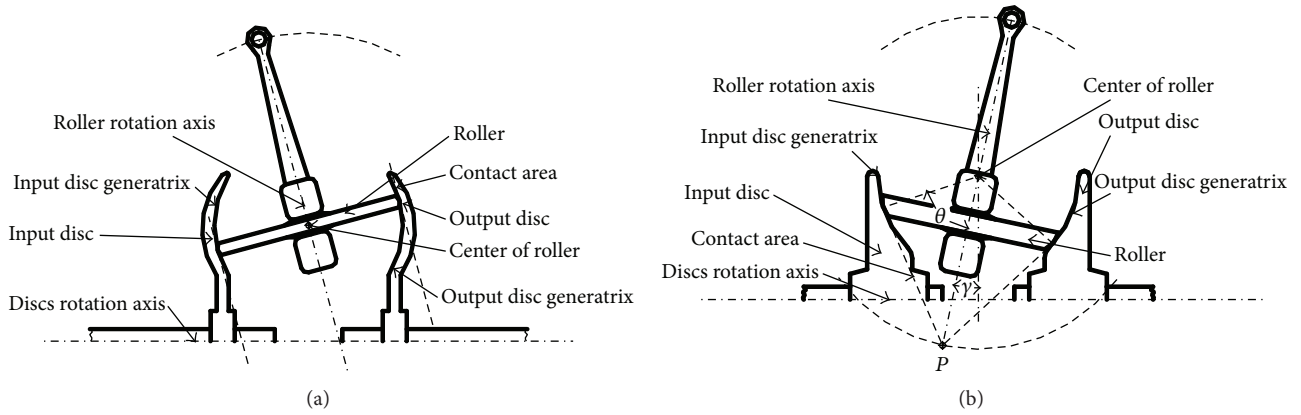 Roller rotation axis
Roller
Contact area
Input disc generatrix
Output disc
Input disc
Center of roller
Output disc generatrix
Discs rotation axis
(a)
Roller rotation axis
Center of roller
Input disc generatrix
Output disc
Output disc generatrix
Input disc
θ
Contact area
Roller
Discs rotation axis
γ
P
(b)